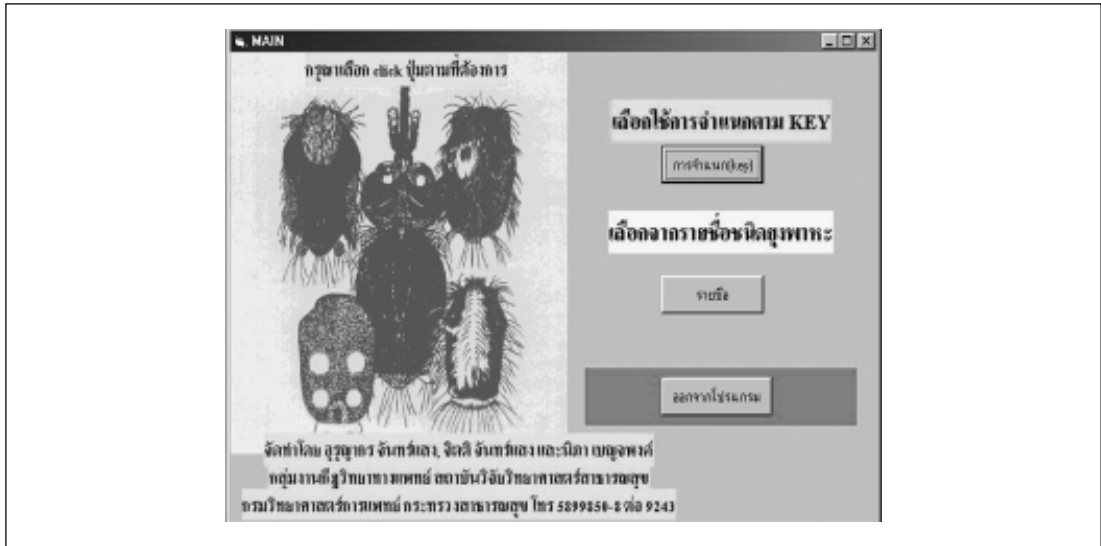 MAIN
กรุณาเลือก click ปุ่มตามที่ต้องการ
เลือกใช้การจำแนกตาม KEY
การจำแนก(key)
เลือกจากรายชื่อชนิดยุงพาหะ
รายชื่อ
ออกจากโปรแกรม
จัดทำโดย อุรุญากร จันทร์แสง, จิตติ จันทร์แสง และนิภา เบญจพงศ์
กลุ่มงานกีฏวิทยาทางแพทย์ สถาบันวิจัยวิทยาศาสตร์สาธารณสุข
กรมวิทยาศาสตร์การแพทย์ กระทรวงสาธารณสุข โทร 5899850-8 ต่อ 9243